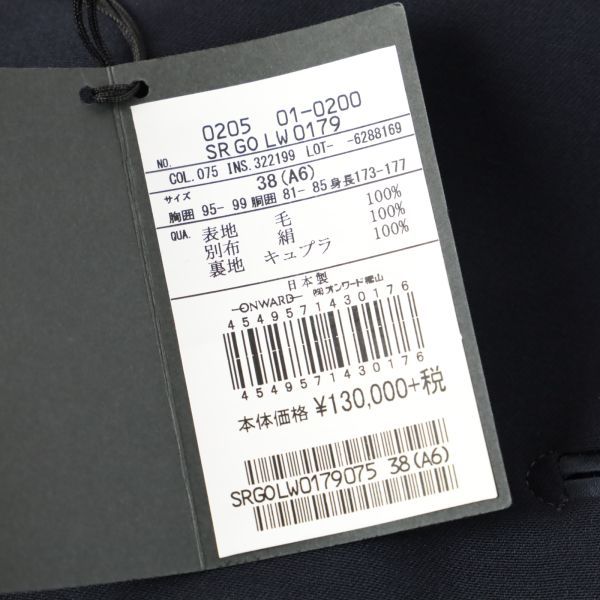 0205 01-0200
NO. SRGOLW0179
COL.075 INS.322199 LOT- -6288169
サイズ 38(A6)
胸囲 95- 99 胴囲 81- 85 身長173-177
QUA. 表地 毛 100%
別布 絹 100%
裏地 キュプラ 100%
日本製
ONWARD ㈱オンワード樫山
4549571430176
4549571430176
本体価格 ¥130,000+税
SRGOLW0179075 38(A6)